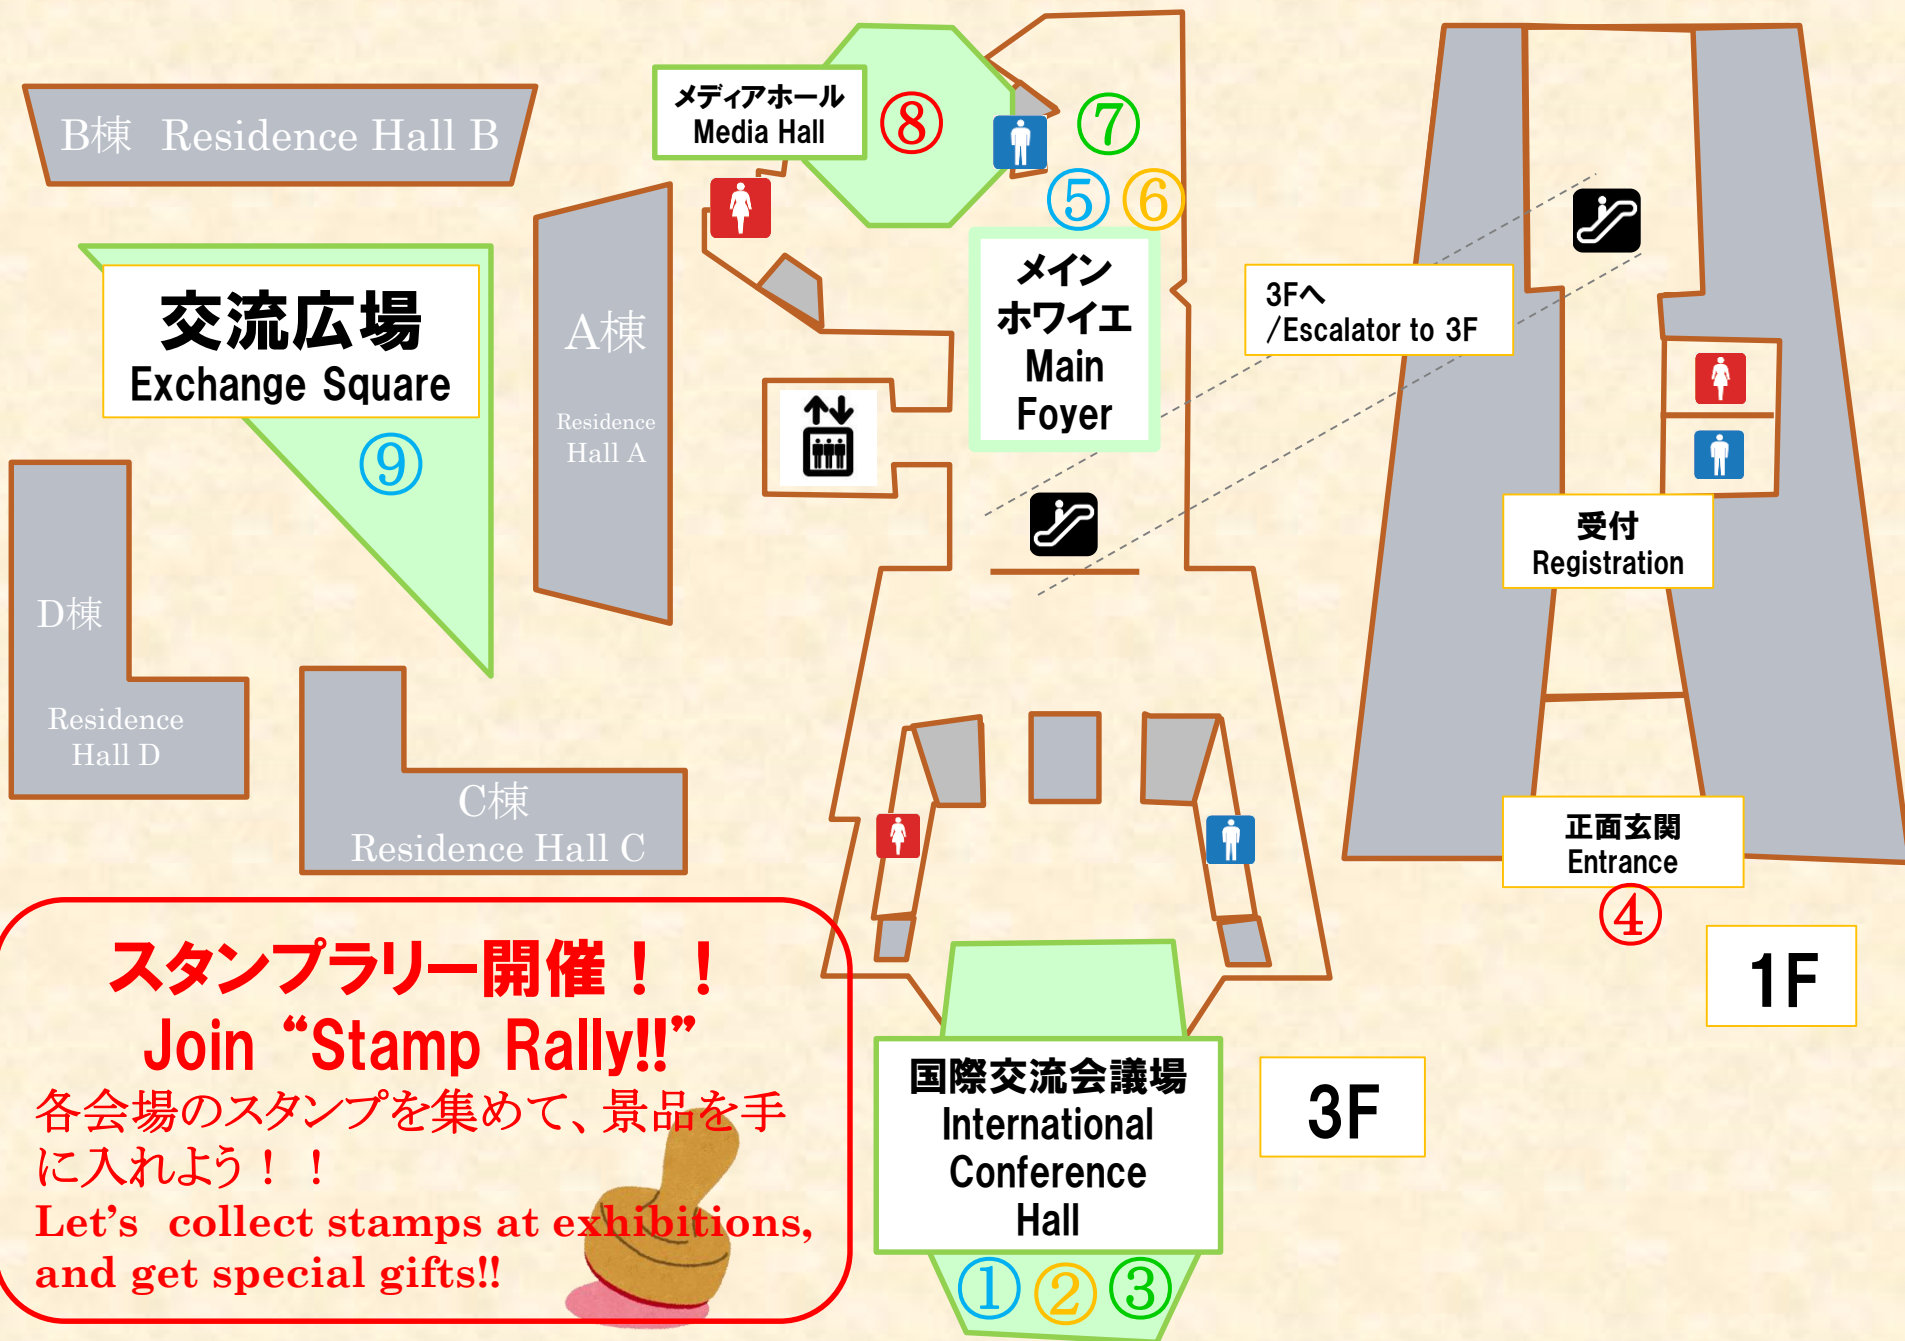 B棟 Residence Hall B
メディアホール
Media Hall
⑧
⑦
⑤ ⑥
交流広場
Exchange Square
⑨
A棟
Residence
Hall A
メイン
ホワイエ
Main
Foyer
3Fへ
/Escalator to 3F
受付
Registration
D棟
Residence
Hall D
C棟
Residence Hall C
正面玄関
Entrance
④
1F
スタンプラリー開催！！
Join “Stamp Rally!!”
各会場のスタンプを集めて、景品を手
に入れよう！！
Let’s collect stamps at exhibitions,
and get special gifts!!
国際交流会議場
International
Conference
Hall
① ② ③
3F